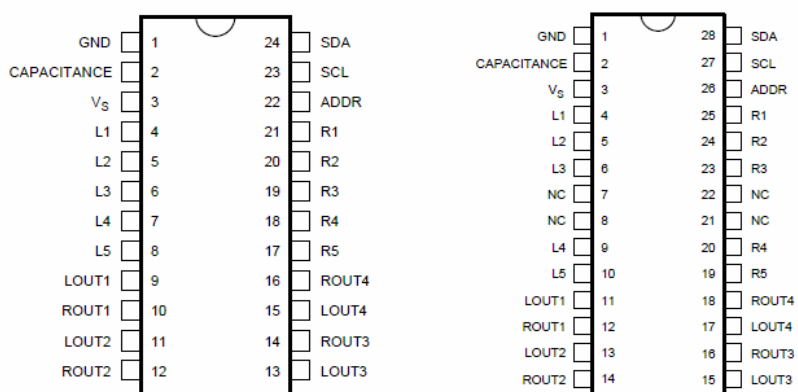 GND 1 24 SDA
CAPACITANCE 2 23 SCL
VS 3 22 ADDR
L1 4 21 R1
L2 5 20 R2
L3 6 19 R3
L4 7 18 R4
L5 8 17 R5
LOUT1 9 16 ROUT4
ROUT1 10 15 LOUT4
LOUT2 11 14 ROUT3
ROUT2 12 13 LOUT3
GND 1 28 SDA
CAPACITANCE 2 27 SCL
VS 3 26 ADDR
L1 4 25 R1
L2 5 24 R2
L3 6 23 R3
NC 7 22 NC
NC 8 21 NC
L4 9 20 R4
L5 10 19 R5
LOUT1 11 18 ROUT4
ROUT1 12 17 LOUT4
LOUT2 13 16 ROUT3
ROUT2 14 15 LOUT3